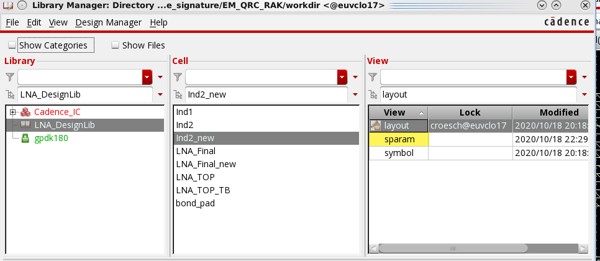 Library Manager: Directory ...e_signature/EM_QRC_RAK/workdir <@euvclo17>
File Edit View Design Manager Help cādence
Show Categories Show Files
Library Cell View
LNA_DesignLib Ind2_new layout
Cadence_IC
LNA_DesignLib
gpdk180
Ind1
Ind2
Ind2_new
LNA_Final
LNA_Final_new
LNA_TOP
LNA_TOP_TB
bond_pad
View Lock Modified
layout croesch@euvclo17 2020/10/18 20:18:
sparam 2020/10/18 22:29
symbol 2020/10/18 20:18: